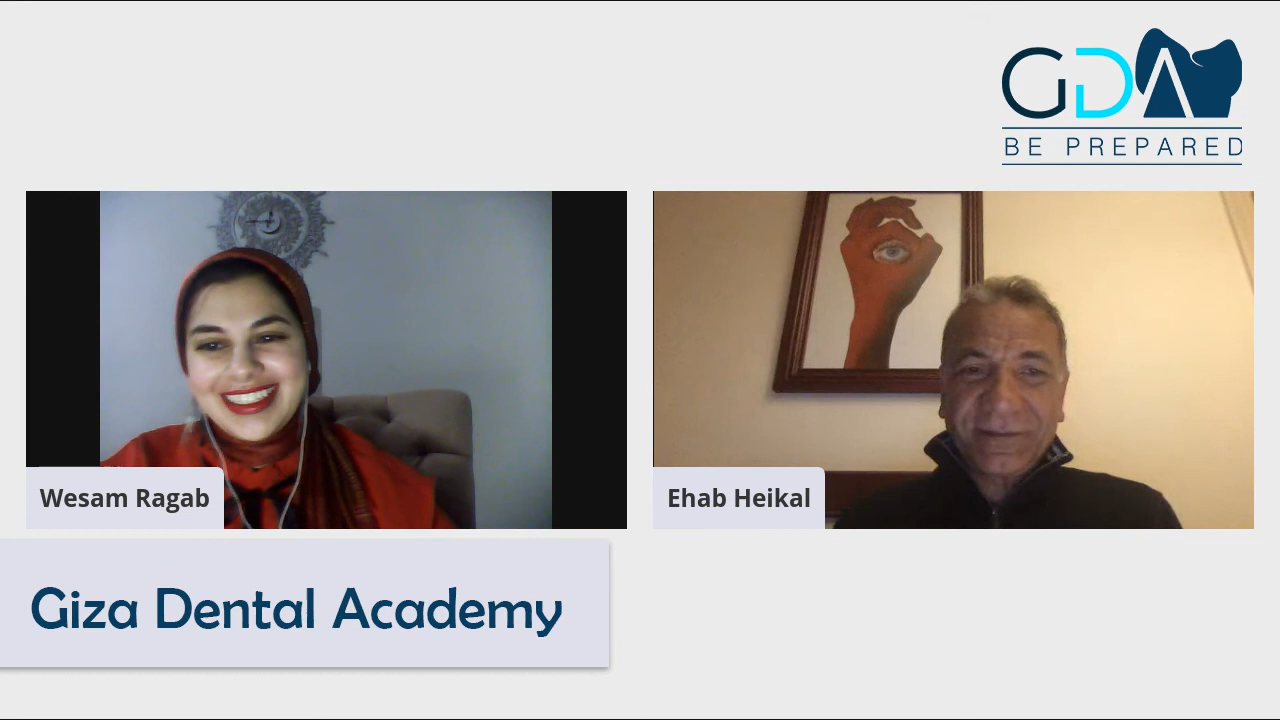 GDA
BE PREPARED
Wesam Ragab
Ehab Heikal
Giza Dental Academy